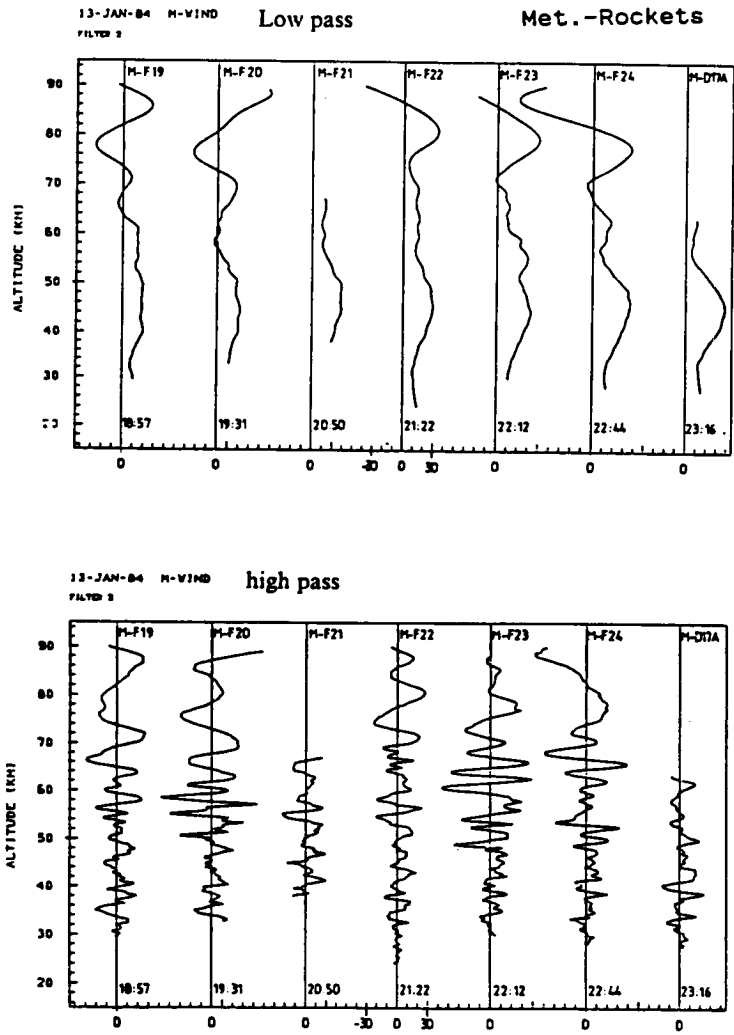 13-JAN-84 M-WIND Low pass Met.-Rockets
FILTER 2
M-F19 M-F20 M-F21 M-F22 M-F23 M-F24 M-D17A
90
80
70
60
50
40
30
ALTITUDE (KM)
18:57 19:31 20:50 21:22 22:12 22:44 23:16
0 0 0 -30 0 30 0 0 0
13-JAN-84 M-WIND high pass
FILTER 2
M-F19 M-F20 M-F21 M-F22 M-F23 M-F24 M-D17A
90
80
70
60
50
40
30
20
ALTITUDE (KM)
18:57 19:31 20:50 21:22 22:12 22:44 23:16
0 0 0 -30 0 30 0 0 0